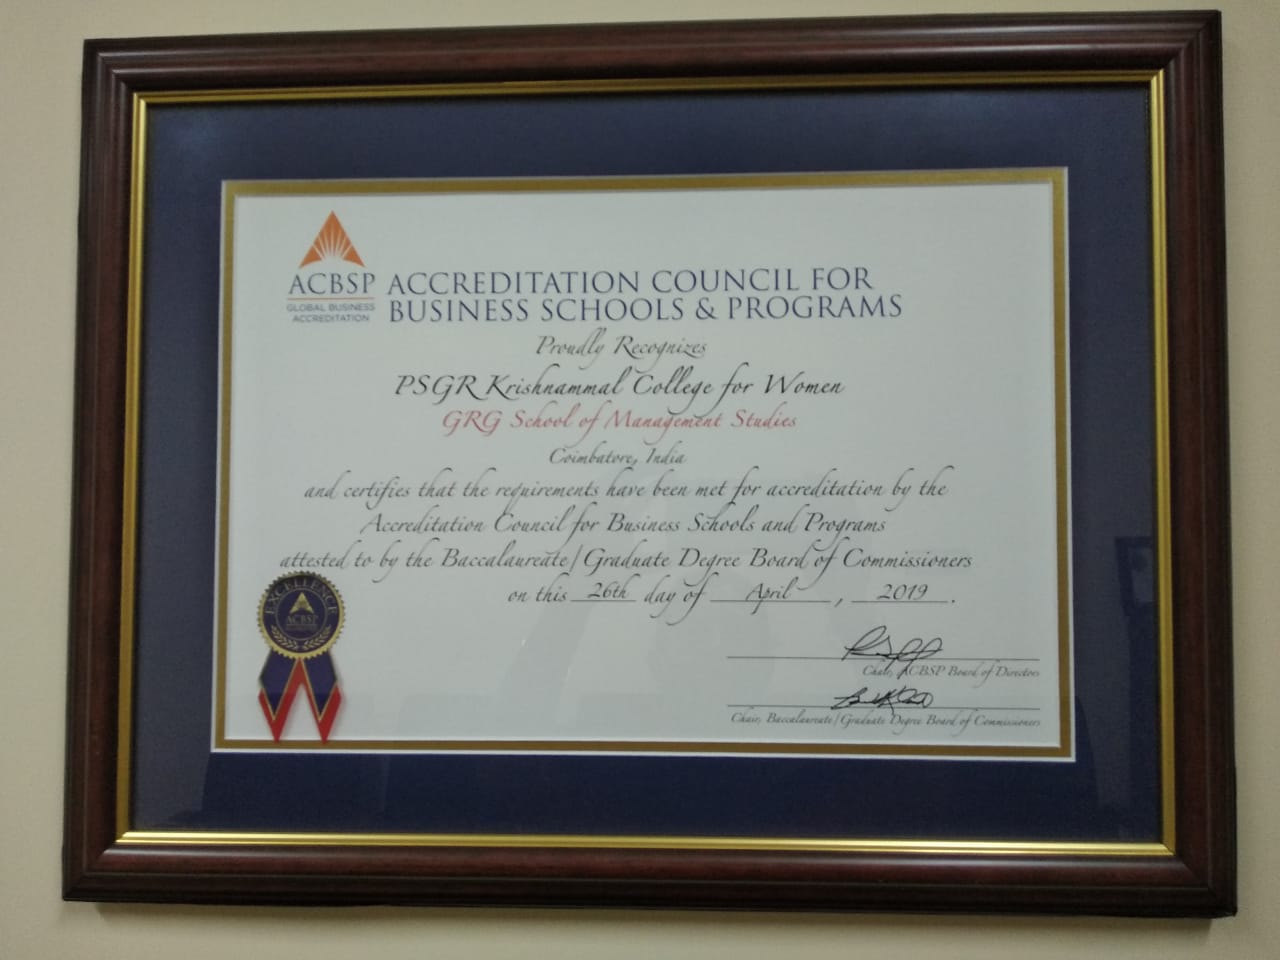 ACBSP
GLOBAL BUSINESS
ACCREDITATION
ACCREDITATION COUNCIL FOR
BUSINESS SCHOOLS & PROGRAMS
Proudly Recognizes
PSGR Krishnammal College for Women
GRG School of Management Studies
Coimbatore, India
and certifies that the requirements have been met for accreditation by the
Accreditation Council for Business Schools and Programs
attested to by the Baccalaureate/Graduate Degree Board of Commissioners
on this 26th day of April, 2019.
EXCELLENCE
ACBSP
Chair, ACBSP Board of Directors
Chair, Baccalaureate/Graduate Degree Board of Commissioners